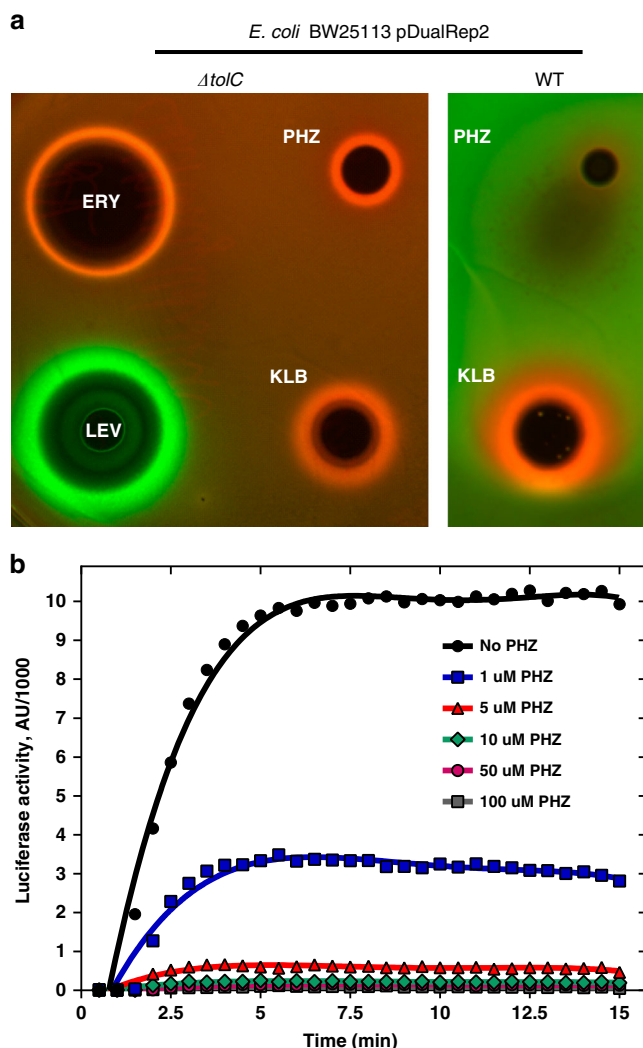 a
E. coli BW25113 pDualRep2
ΔtolC
WT
ERY
PHZ
PHZ
LEV
KLB
KLB
b
Luciferase activity, AU/1000
10
9
8
7
6
5
4
3
2
1
0
No PHZ
1 uM PHZ
5 uM PHZ
10 uM PHZ
50 uM PHZ
100 uM PHZ
0
2.5
5
7.5
10
12.5
15
Time (min)